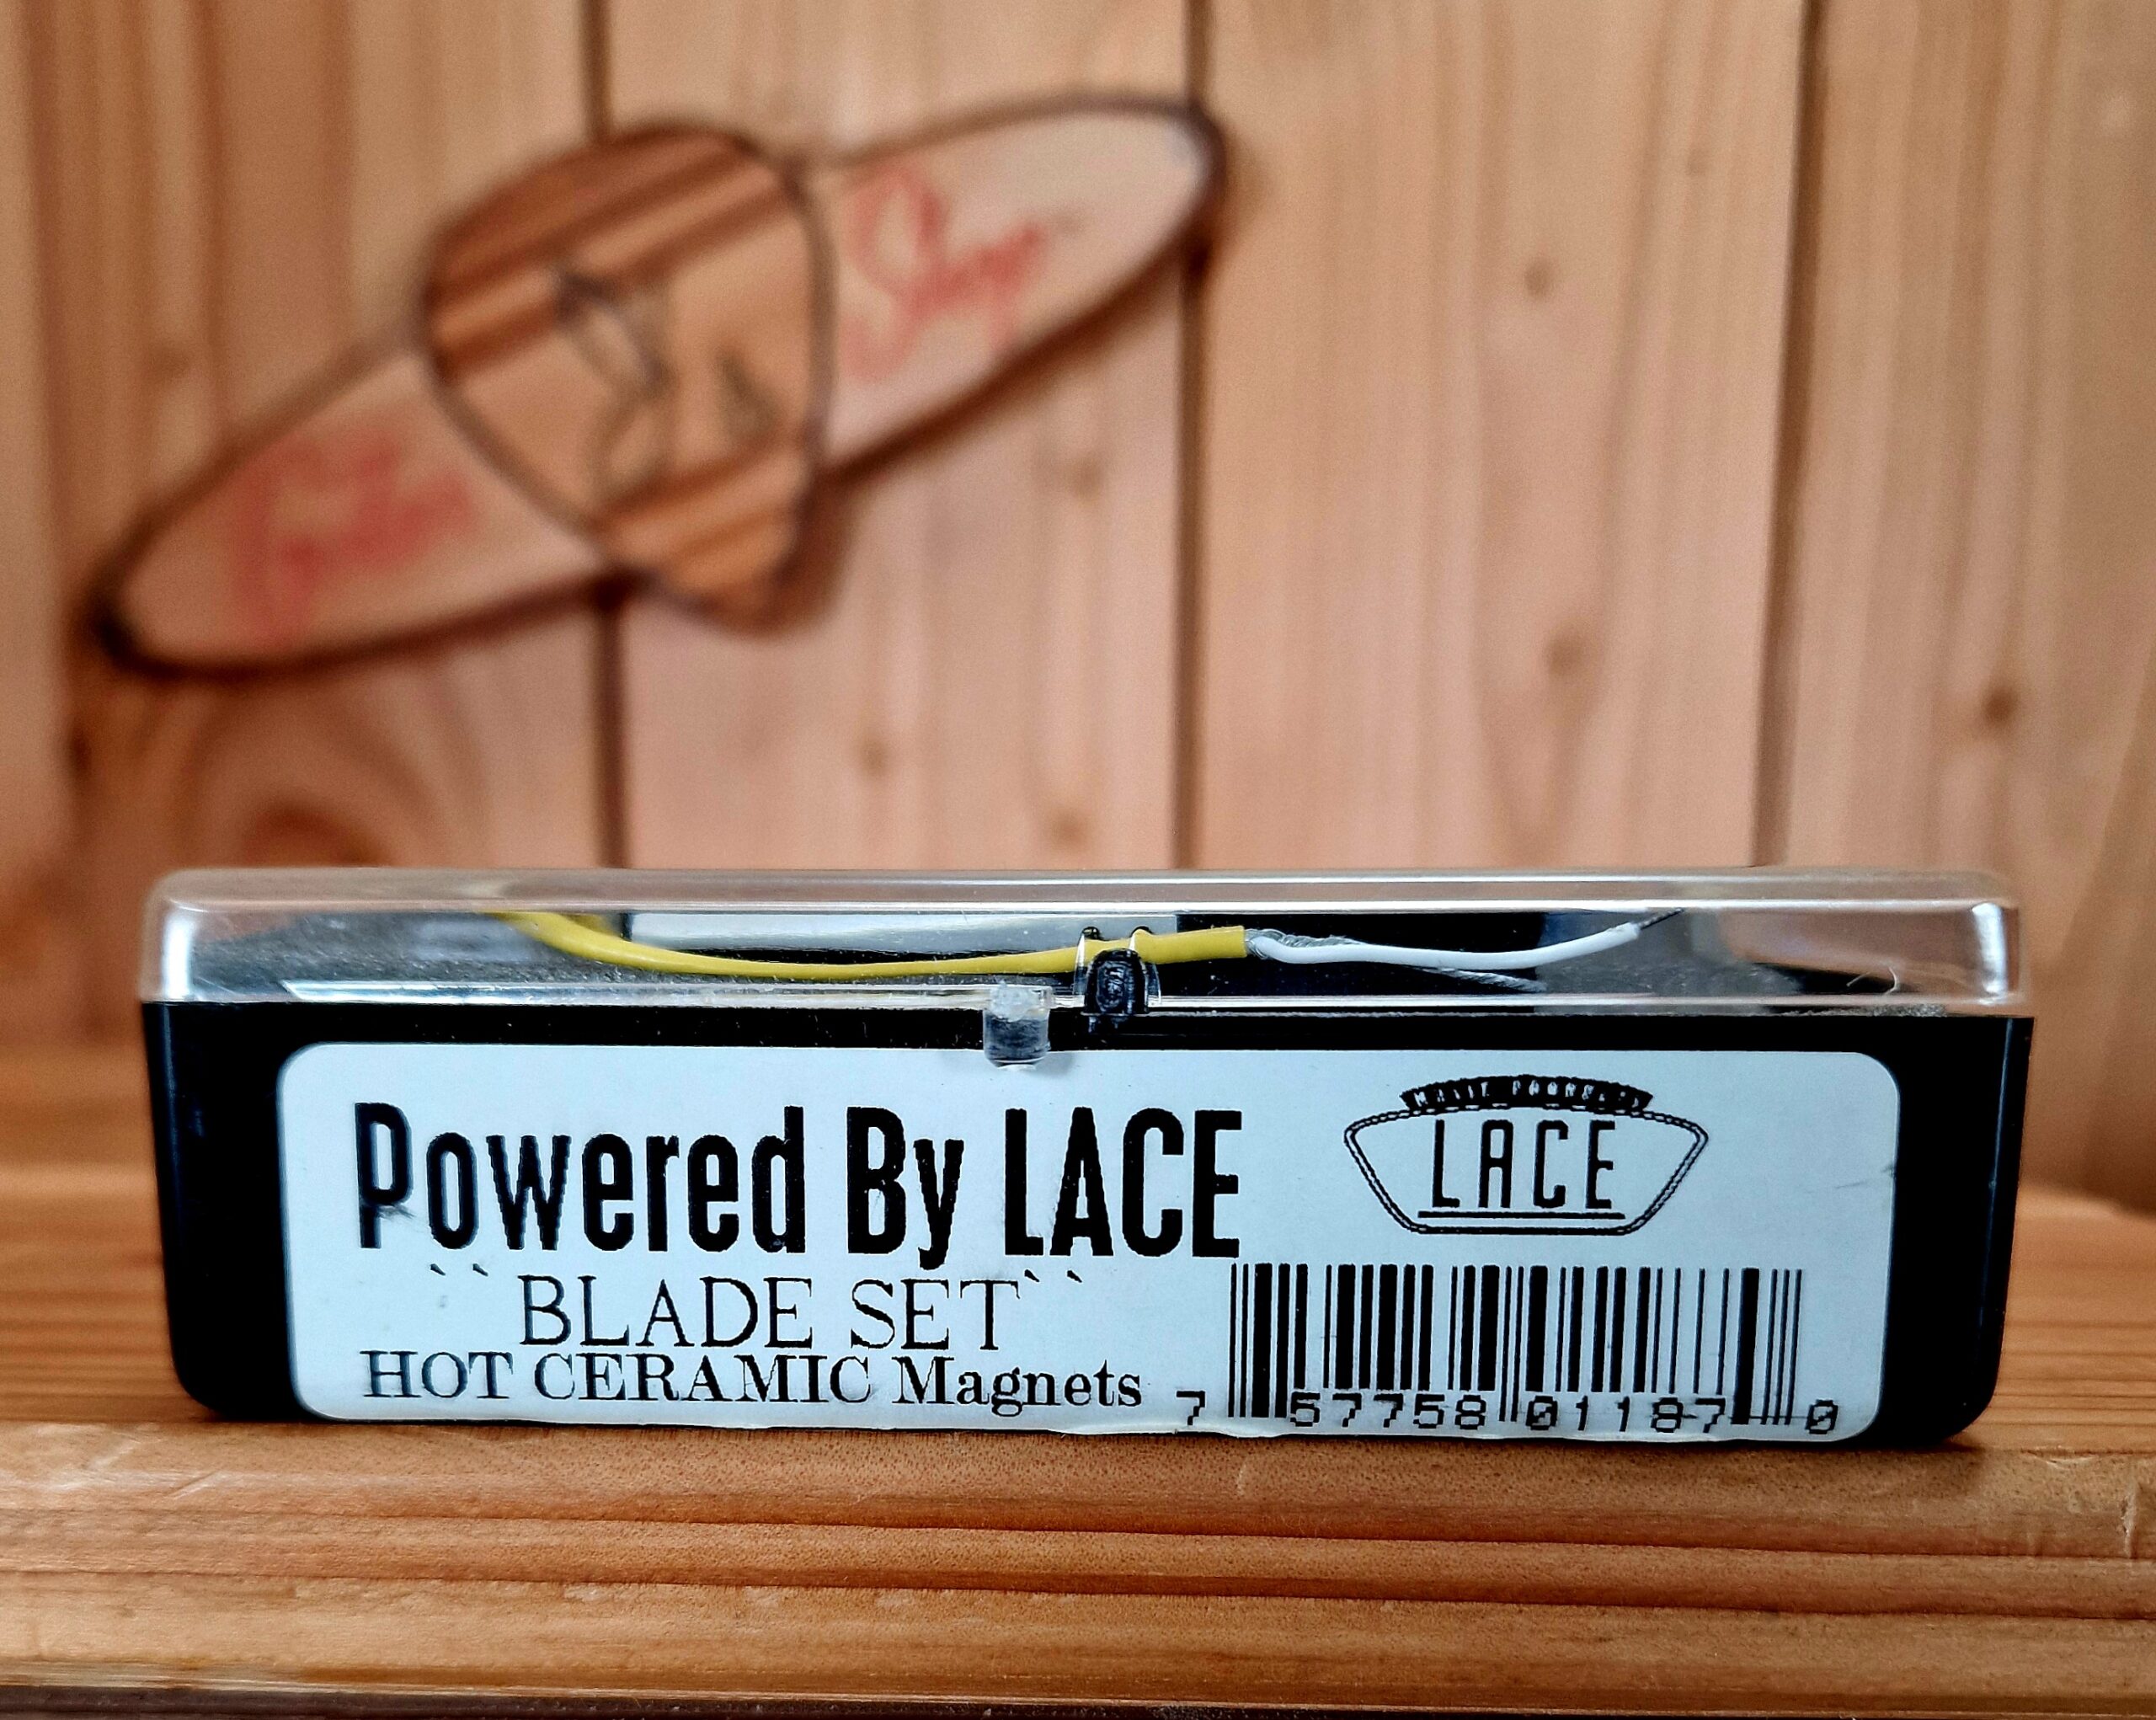 Powered By LACE
``BLADE SET``
HOT CERAMIC Magnets
LACE
7 57758 01187 0